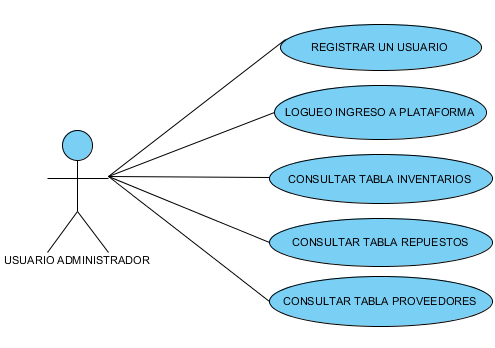 REGISTRAR UN USUARIO
LOGUEO INGRESO A PLATAFORMA
CONSULTAR TABLA INVENTARIOS
CONSULTAR TABLA REPUESTOS
USUARIO ADMINISTRADOR
CONSULTAR TABLA PROVEEDORES